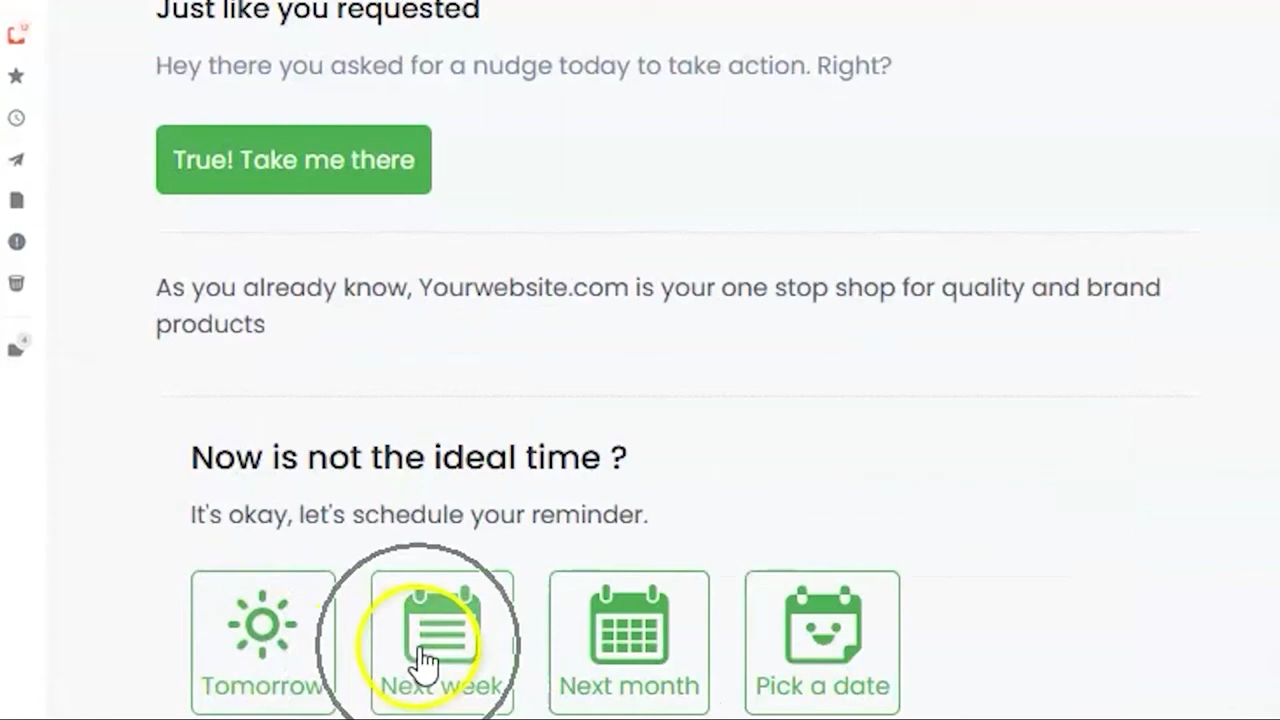 Just like you requested
Hey there you asked for a nudge today to take action. Right?
True! Take me there
As you already know, Yourwebsite.com is your one stop shop for quality and brand
products
Now is not the ideal time ?
It's okay, let's schedule your reminder.
Tomorrow
Next week
Next month
Pick a date